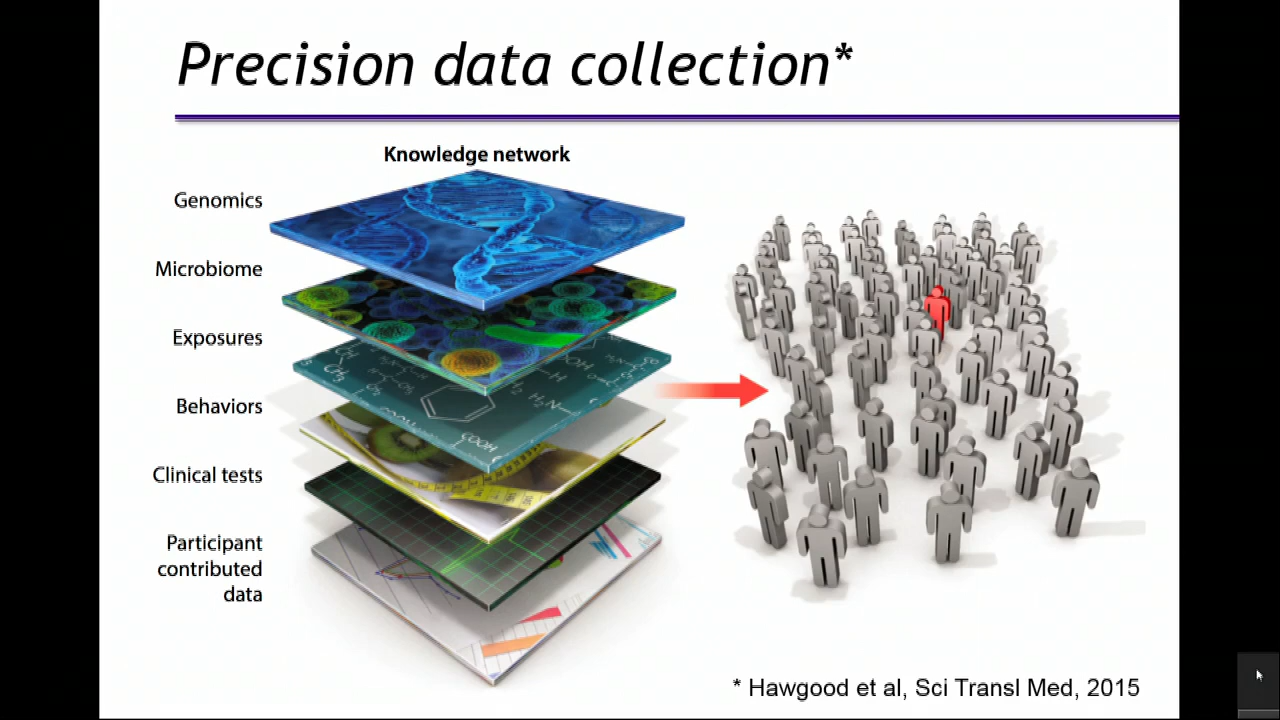 Precision data collection*
Knowledge network
Genomics
Microbiome
Exposures
Behaviors
Clinical tests
Participant
contributed
data
* Hawgood et al, Sci Transl Med, 2015